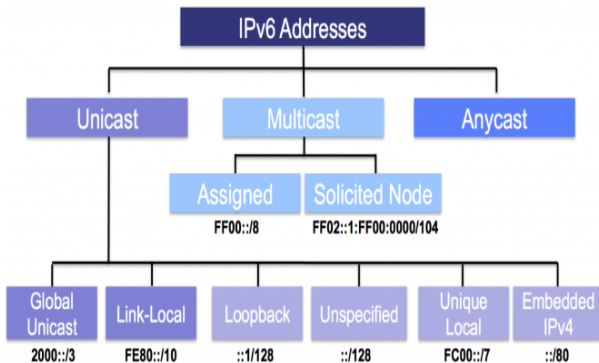 IPv6 Addresses
Unicast
Multicast
Anycast
Assigned
Solicited Node
FF00::/8
FF02::1:FF00:0000/104
Global
Unicast
Link-Local
Loopback
Unspecified
Unique
Local
Embedded
IPv4
2000::/3
FE80::/10
::1/128
::/128
FC00::/7
::/80